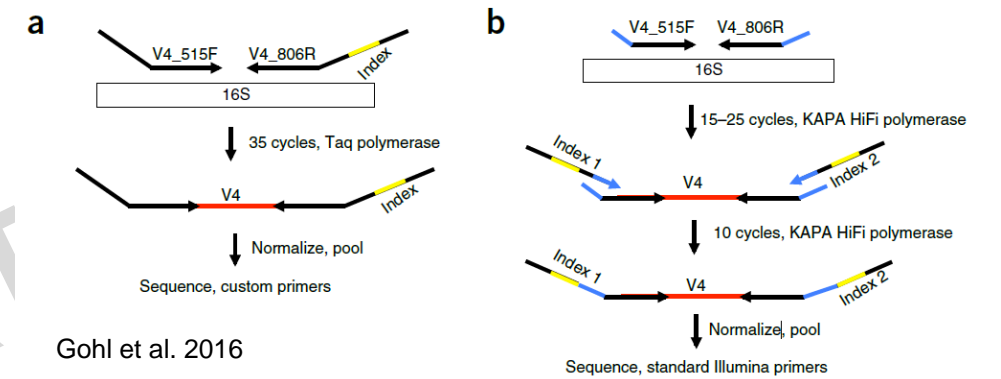 a
V4_515F
V4_806R
Index
16S
35 cycles, Taq polymerase
V4
Index
Normalize, pool
Sequence, custom primers
Gohl et al. 2016
b
V4_515F
V4_806R
16S
15–25 cycles, KAPA HiFi polymerase
Index 1
V4
Index 2
10 cycles, KAPA HiFi polymerase
Index 1
V4
Index 2
Normalize, pool
Sequence, standard Illumina primers